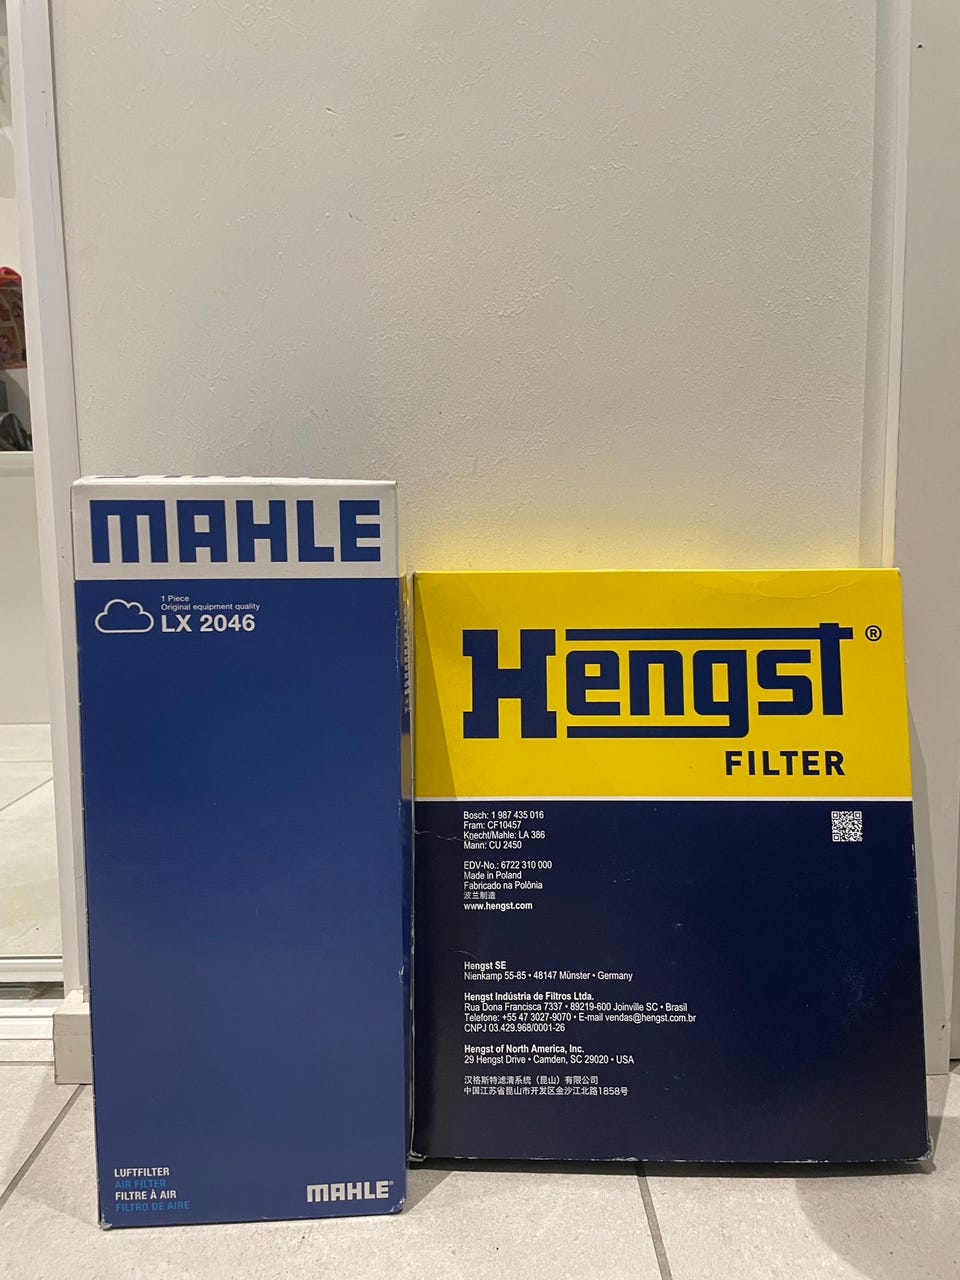 MAHLE
1 Piece
Original equipment quality
LX 2046
LUFTFILTER
AIR FILTER
FILTRE À AIR
FILTRO DE AIRE
MAHLE®
Hengst®
FILTER
Bosch: 1 987 435 016
Fram: CF10457
Knecht/Mahle: LA 386
Mann: CU 2450
EDV-No.: 6722 310 000
Made in Poland
Fabricado na Polônia
波兰制造
www.hengst.com
Hengst SE
Nienkamp 55-85 • 48147 Münster • Germany
Hengst Indústria de Filtros Ltda.
Rua Dona Francisca 7337 • 89219-600 Joinville SC • Brasil
Telefone: +55 47 3027-9070 • E-mail vendas@hengst.com.br
CNPJ 03.429.968/0001-26
Hengst of North America, Inc.
29 Hengst Drive • Camden, SC 29020 • USA
汉格斯特滤清系统（昆山）有限公司
中国江苏省昆山市开发区金沙江北路1858号